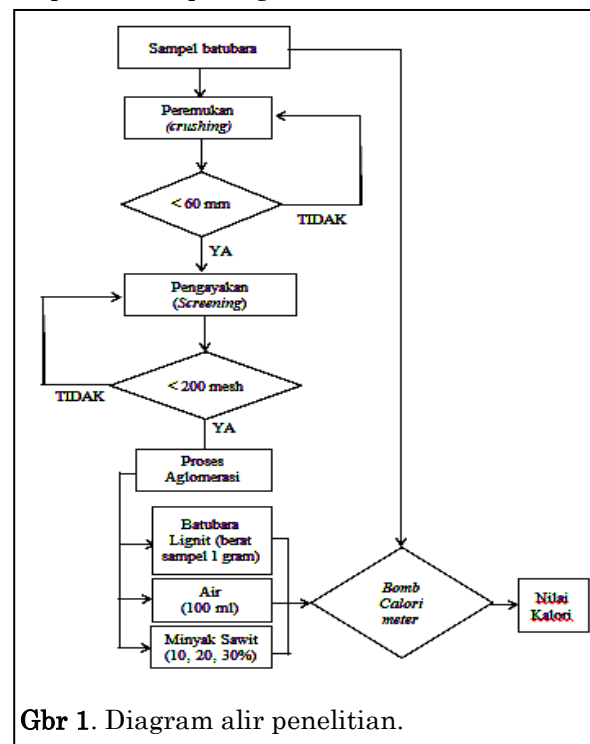 Sampel batubara
Peremukan
(crushing)
< 60 mm
TIDAK
YA
Pengayakan
(Screening)
< 200 mesh
TIDAK
YA
Proses
Aglomerasi
Batubara
Lignit (berat
sampel 1 gram)
Air
(100 ml)
Minyak Sawit
(10, 20, 30%)
Bomb
Calori
meter
Nilai
Kalori
Gbr 1. Diagram alir penelitian.